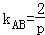 k_AB = 2/p